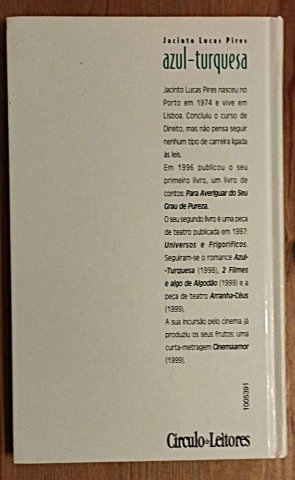 Jacinto Lucas Pires
azul-turquesa
Jacinto Lucas Pires nasceu no
Porto em 1974 e vive em
Lisboa. Concluiu o curso de
Direito, mas não pensa seguir
nenhum tipo de carreira ligada
às leis.
Em 1996 publicou o seu
primeiro livro, um livro de
contos: Para Averiguar do Seu
Grau de Pureza.
O seu segundo livro é uma peça
de teatro publicada em 1997:
Universos e Frigoríficos.
Seguiram-se o romance Azul-
-Turquesa (1998), 2 Filmes
e algo de Algodão (1999) e a
peça de teatro Arranha-Céus
(1999).
A sua incursão pelo cinema já
produziu os seus frutos: uma
curta-metragem Cinemaamor
(1999).
1005391
Círculo de Leitores